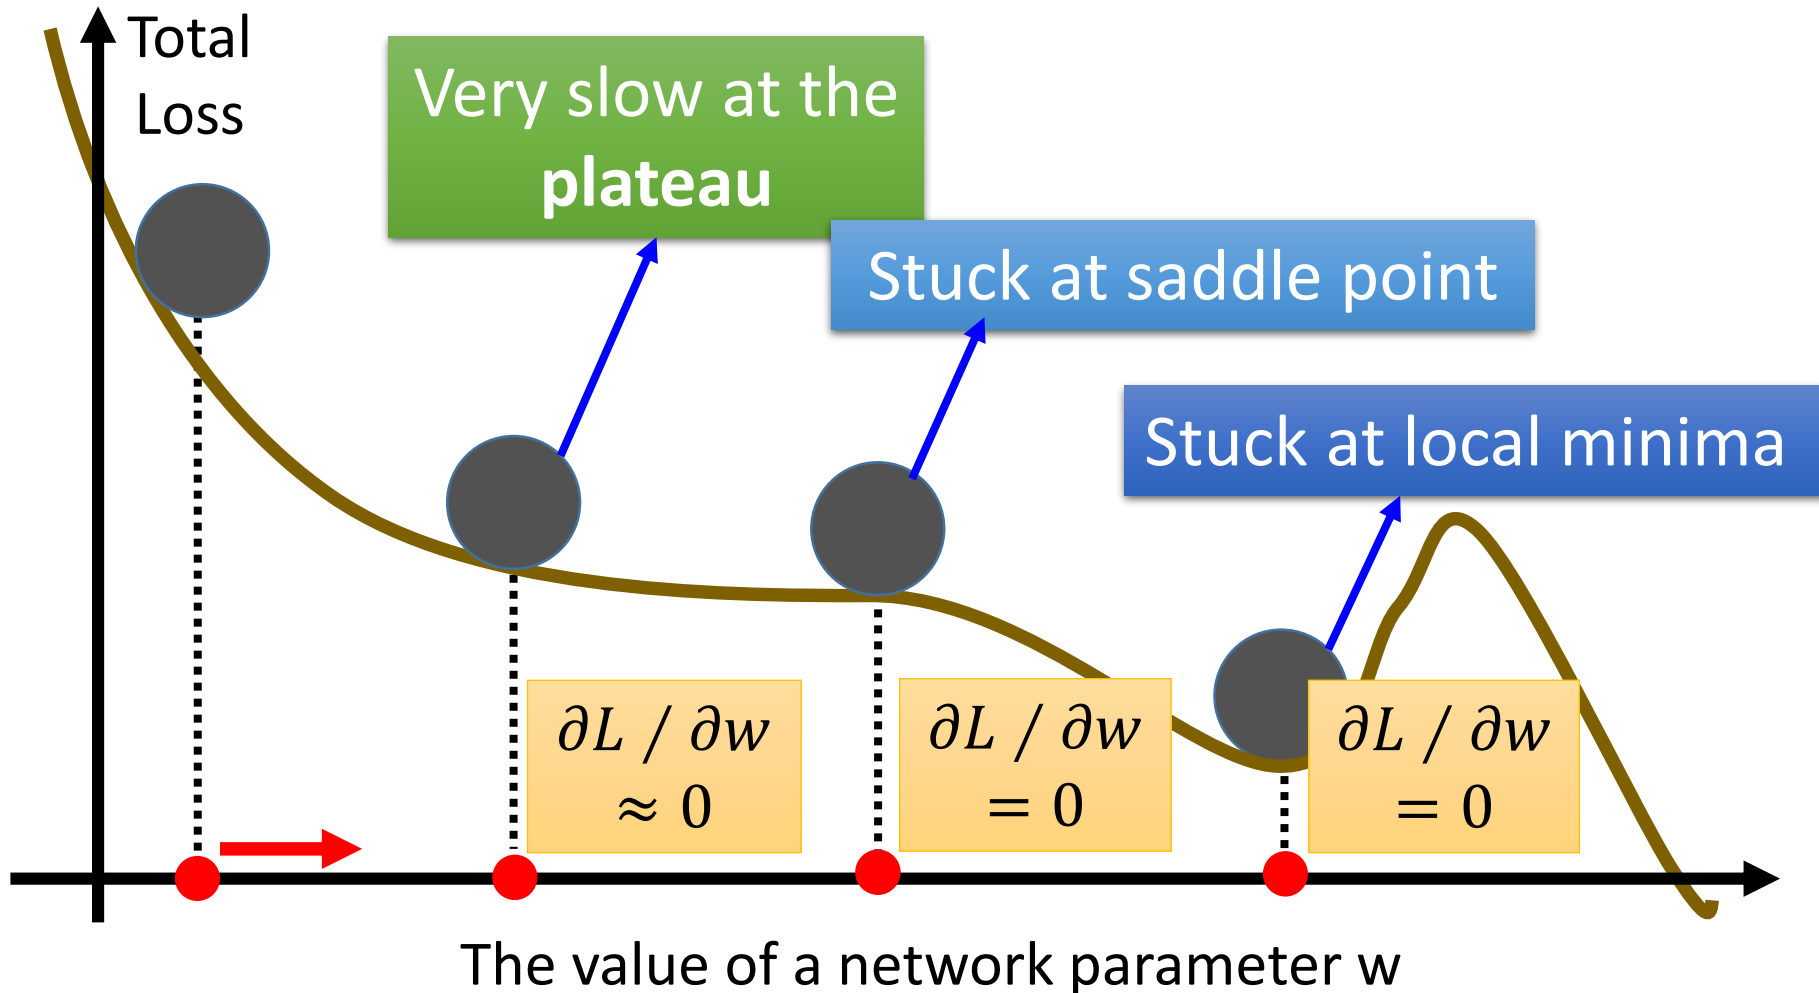 Total
Loss
Very slow at the
plateau
Stuck at saddle point
Stuck at local minima
∂L / ∂w
≈ 0
∂L / ∂w
= 0
∂L / ∂w
= 0
The value of a network parameter w